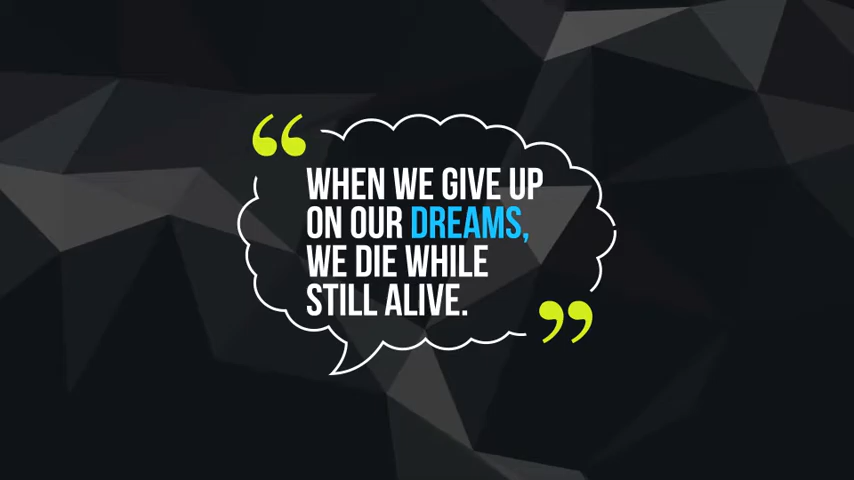 “
WHEN WE GIVE UP
ON OUR DREAMS,
WE DIE WHILE
STILL ALIVE.
”